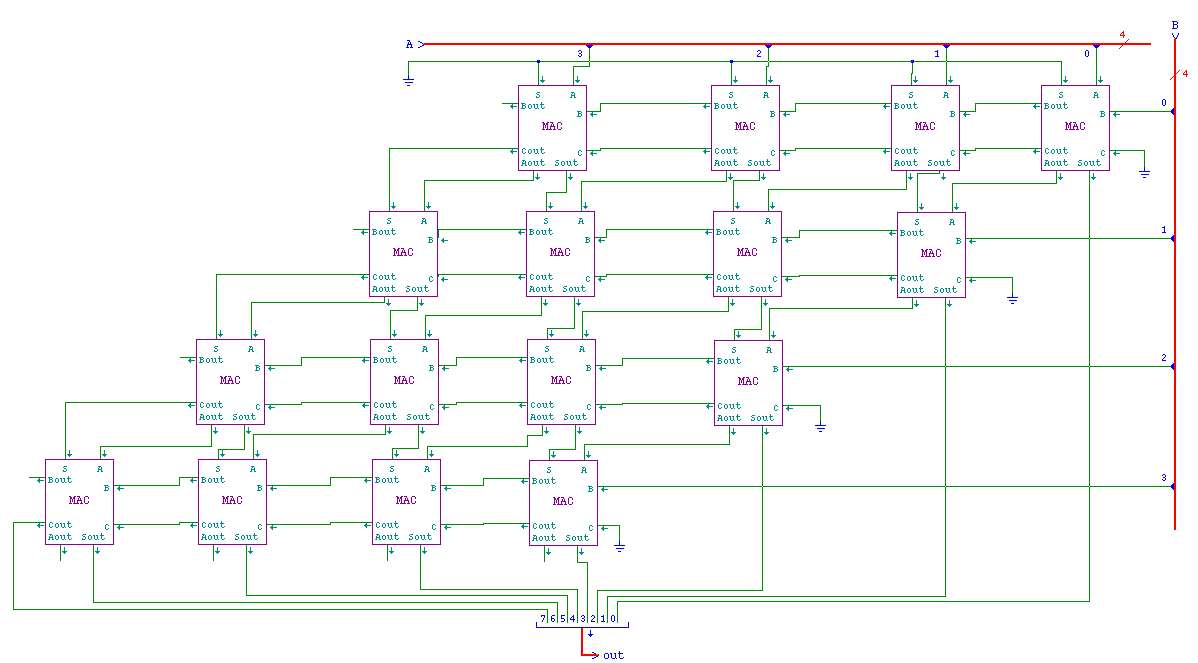 B
A 4
3 2 1 0
4
S A S A S A S A
Bout Bout Bout Bout 0
B B B B
MAC MAC MAC MAC
Cout C Cout C Cout C Cout C
Aout Sout Aout Sout Aout Sout Aout Sout
S A S A S A S A
Bout Bout Bout Bout 1
B B B B
MAC MAC MAC MAC
Cout C Cout C Cout C Cout C
Aout Sout Aout Sout Aout Sout Aout Sout
S A S A S A S A
Bout Bout Bout Bout 2
B B B B
MAC MAC MAC MAC
Cout C Cout C Cout C Cout C
Aout Sout Aout Sout Aout Sout Aout Sout
S A S A S A S A
Bout Bout Bout Bout 3
B B B B
MAC MAC MAC MAC
Cout C Cout C Cout C Cout C
Aout Sout Aout Sout Aout Sout Aout Sout
7 6 5 4 3 2 1 0
out